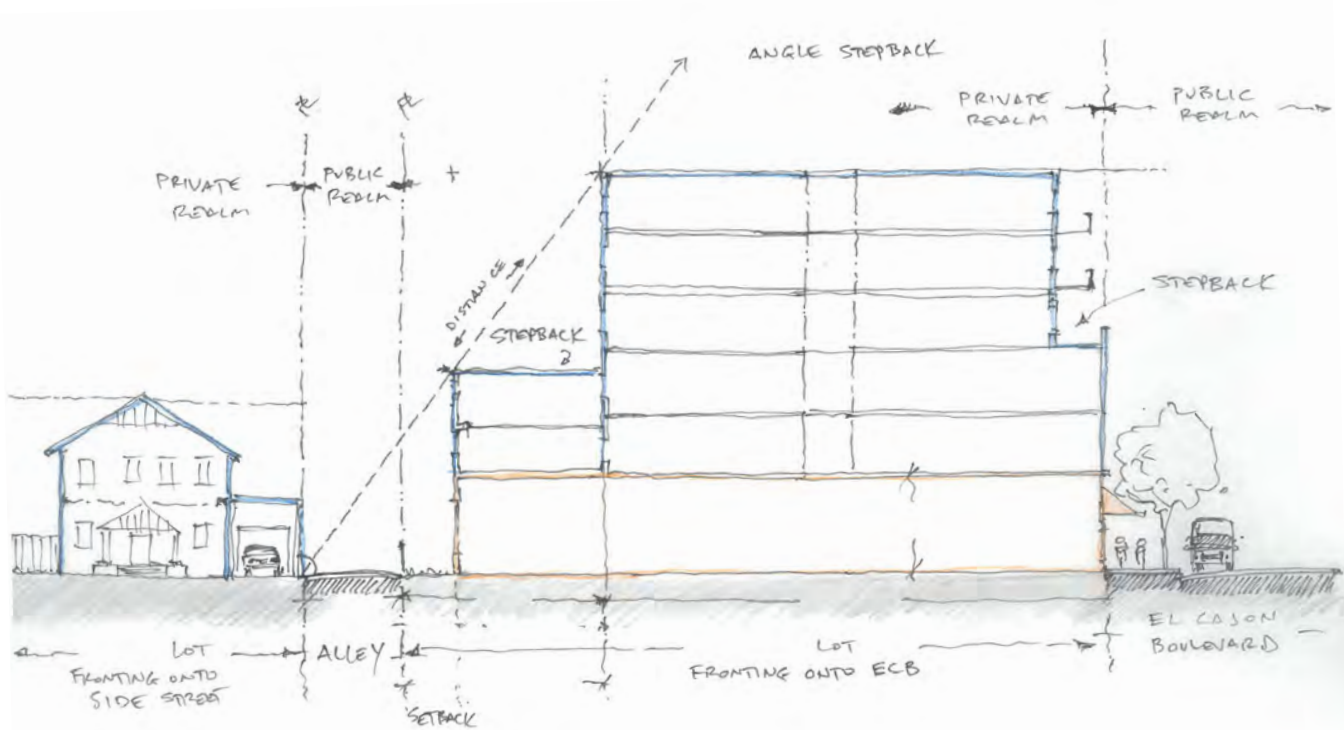 ANGLE STEPBACK
PRIVATE
REALM
PUBLIC
REALM
PRIVATE
REALM
PUBLIC
REALM
DISTANCE
STEPBACK
STEPBACK
LOT
FRONTING ONTO
SIDE STREET
ALLEY
SETBACK
LOT
FRONTING ONTO ECB
EL CAJON
BOULEVARD